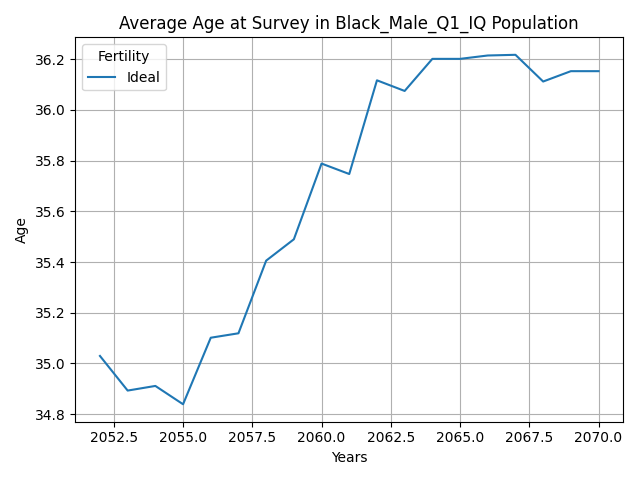 Average Age at Survey in Black_Male_Q1_IQ Population
Fertility
Ideal
36.2
36.0
35.8
35.6
35.4
35.2
35.0
34.8
Age
2052.5 2055.0 2057.5 2060.0 2062.5 2065.0 2067.5 2070.0
Years